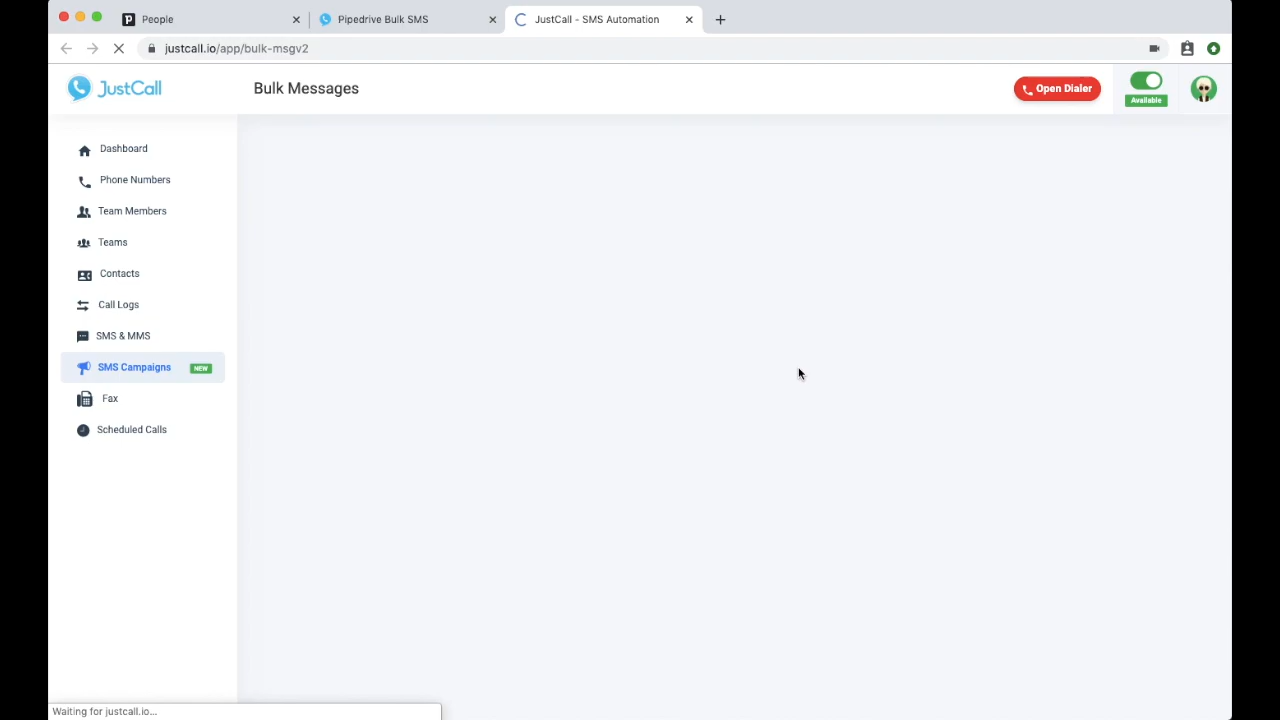 People
Pipedrive Bulk SMS
JustCall - SMS Automation
justcall.io/app/bulk-msgv2
JustCall
Bulk Messages
Open Dialer
Available
Dashboard
Phone Numbers
Team Members
Teams
Contacts
Call Logs
SMS & MMS
SMS Campaigns NEW
Fax
Scheduled Calls
Waiting for justcall.io...